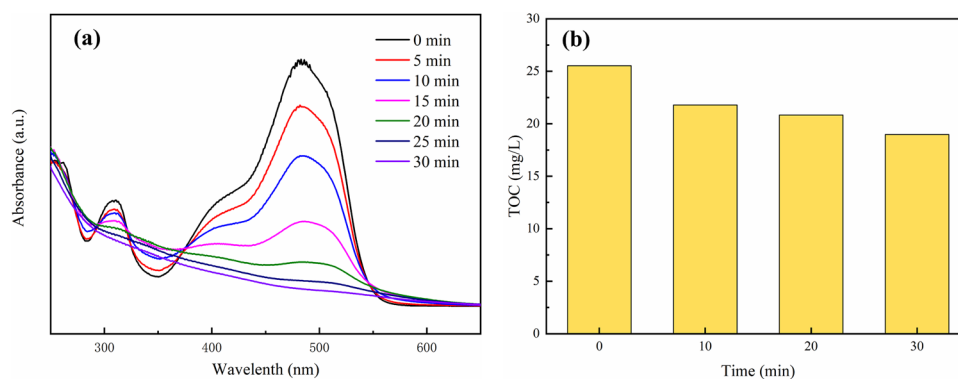 (a)
0 min
5 min
10 min
15 min
20 min
25 min
30 min
Absorbance (a.u.)
300
400
500
600
Wavelenth (nm)
(b)
30
25
20
15
10
5
0
TOC (mg/L)
0
10
20
30
Time (min)